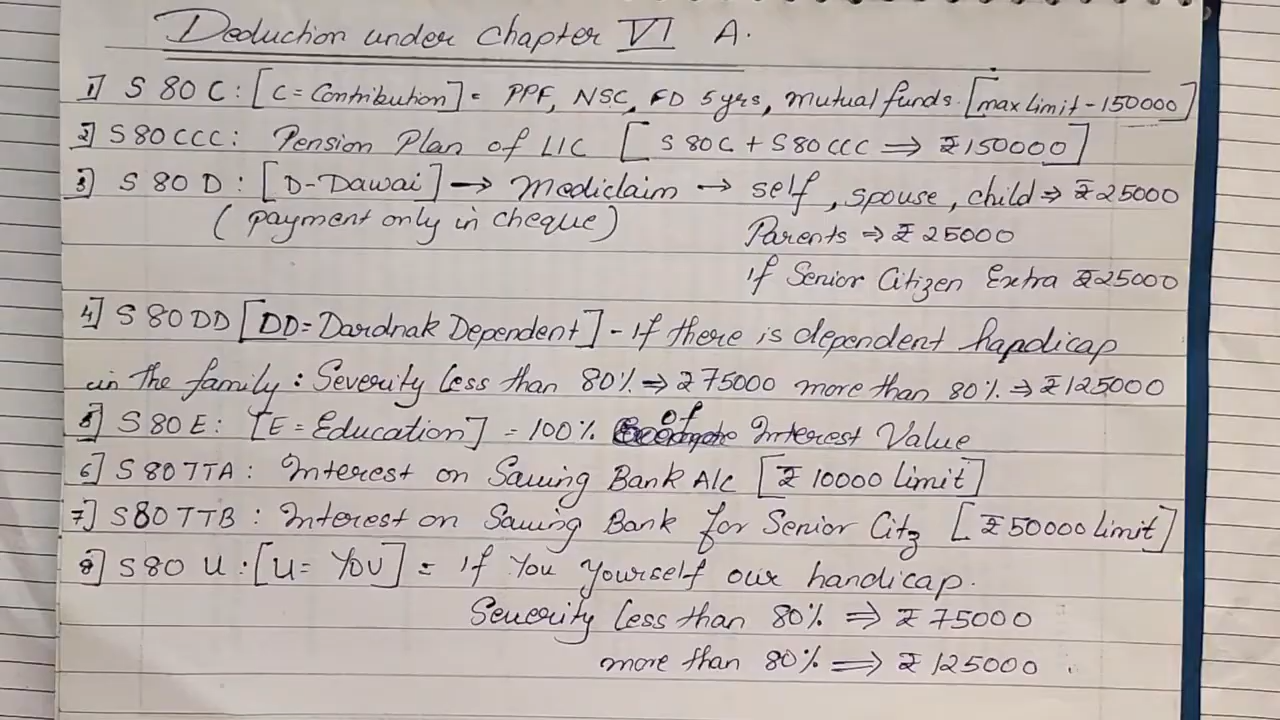 Deduction under chapter VI A.
1] S 80 C : [C = Contribution] = PPF, NSC, FD 5 yrs, mutual funds. [max limit - 150000]
2] S 80 CCC : Pension Plan of LIC [S 80 C + S 80 CCC ⇒ ₹150000]
3] S 80 D : [D-Dawai] → Mediclaim → self, spouse, child ⇒ ₹25000
(payment only in cheque) Parents ⇒ ₹25000
if Senior Citizen Extra ₹25000
4] S 80 DD [DD = Dardnak Dependent] - if there is dependent handicap
in the family : Severity less than 80% ⇒ ₹75000 more than 80% ⇒ ₹125000
5] S 80 E : [E = Education] = 100% of Interest Value
6] S 80 TTA : Interest on Saving Bank A/c [₹10000 limit]
7] S 80 TTB : Interest on Saving Bank for Senior Citz [₹50000 limit]
8] S 80 U : [U = YOU] = if You Yourself our handicap.
Severity less than 80% ⇒ ₹75000
more than 80% ⇒ ₹125000.